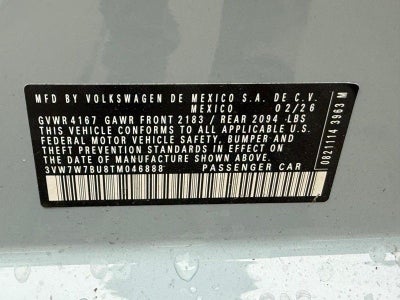 MFD BY VOLKSWAGEN DE MEXICO S.A. DE C.V.
MEXICO 02/26
GVWR 4167 GAWR FRONT 2183 / REAR 2094 LBS
THIS VEHICLE CONFORMS TO ALL APPLICABLE U.S.
FEDERAL MOTOR VEHICLE SAFETY, BUMPER AND
THEFT PREVENTION STANDARDS IN EFFECT ON THE
DATE OF MANUFACTURE SHOWN ABOVE.
3VW7W7BU8TM046888 PASSENGER CAR
0821114 3963 M